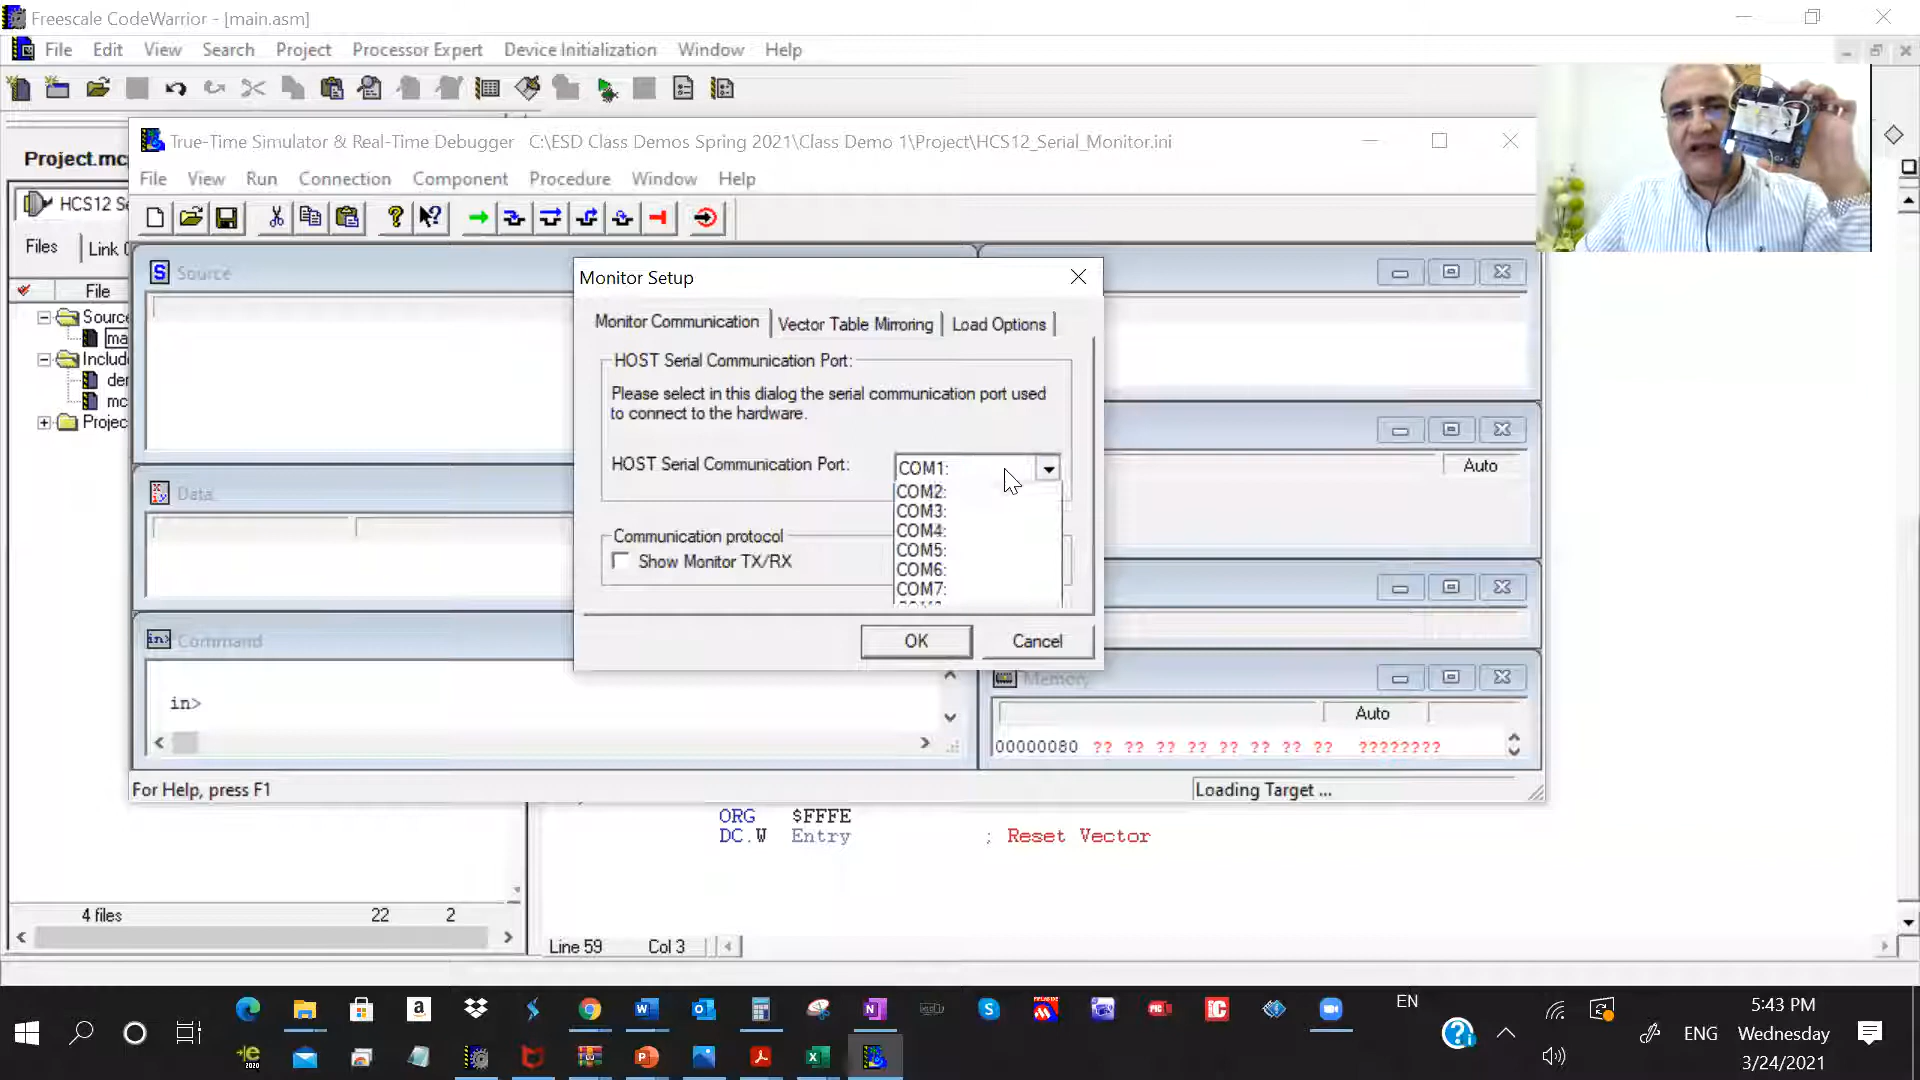 Freescale CodeWarrior - [main.asm]
File Edit View Search Project Processor Expert Device Initialization Window Help
Project.mc
True-Time Simulator & Real-Time Debugger C:\ESD Class Demos Spring 2021\Class Demo 1\Project\HCS12_Serial_Monitor.ini
File View Run Connection Component Procedure Window Help
HCS12 Se
Files Link
File
Source
Sourc
ma
Includ
der
mc
Projec
Monitor Setup
Monitor Communication Vector Table Mirroring Load Options
HOST Serial Communication Port:
Please select in this dialog the serial communication port used
to connect to the hardware.
HOST Serial Communication Port: COM1:
COM2:
COM3:
COM4:
COM5:
COM6:
COM7:
Communication protocol
Show Monitor TX/RX
OK Cancel
Auto
Data
Command
in>
Memory
Auto
00000080 ?? ?? ?? ?? ?? ?? ?? ?? ????????
For Help, press F1
Loading Target ...
ORG $FFFE
DC.W Entry ; Reset Vector
4 files 22 2
Line 59 Col 3
EN
5:43 PM
ENG Wednesday
3/24/2021